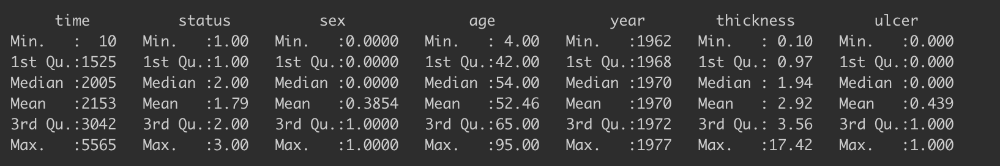 time           status          sex              age             year         thickness         ulcer
Min.   :  10   Min.   :1.00   Min.   :0.0000   Min.   : 4.00   Min.   :1962   Min.   : 0.10   Min.   :0.000
1st Qu.:1525   1st Qu.:1.00   1st Qu.:0.0000   1st Qu.:42.00   1st Qu.:1968   1st Qu.: 0.97   1st Qu.:0.000
Median :2005   Median :2.00   Median :0.0000   Median :54.00   Median :1970   Median : 1.94   Median :0.000
Mean   :2153   Mean   :1.79   Mean   :0.3854   Mean   :52.46   Mean   :1970   Mean   : 2.92   Mean   :0.439
3rd Qu.:3042   3rd Qu.:2.00   3rd Qu.:1.0000   3rd Qu.:65.00   3rd Qu.:1972   3rd Qu.: 3.56   3rd Qu.:1.000
Max.   :5565   Max.   :3.00   Max.   :1.0000   Max.   :95.00   Max.   :1977   Max.   :17.42   Max.   :1.000